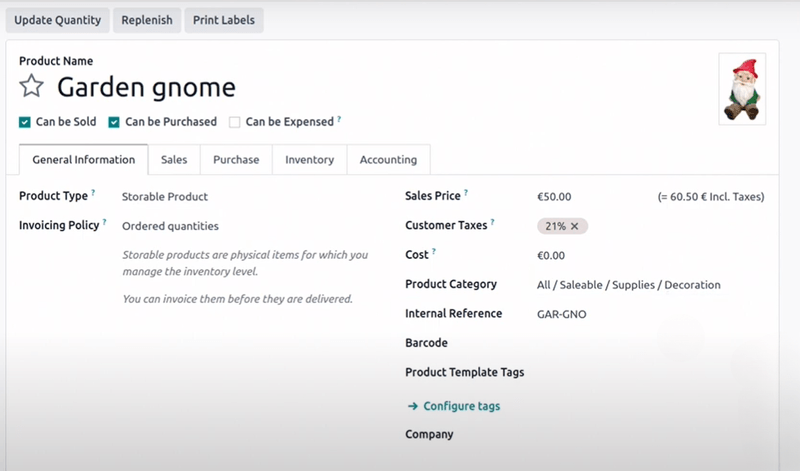 Update Quantity Replenish Print Labels
Product Name
Garden gnome
Can be Sold Can be Purchased Can be Expensed ?
General Information Sales Purchase Inventory Accounting
Product Type ? Storable Product
Invoicing Policy ? Ordered quantities
Storable products are physical items for which you
manage the inventory level.
You can invoice them before they are delivered.
Sales Price ? €50.00 (= 60.50 € Incl. Taxes)
Customer Taxes ? 21% ×
Cost ? €0.00
Product Category All / Saleable / Supplies / Decoration
Internal Reference GAR-GNO
Barcode
Product Template Tags
→ Configure tags
Company